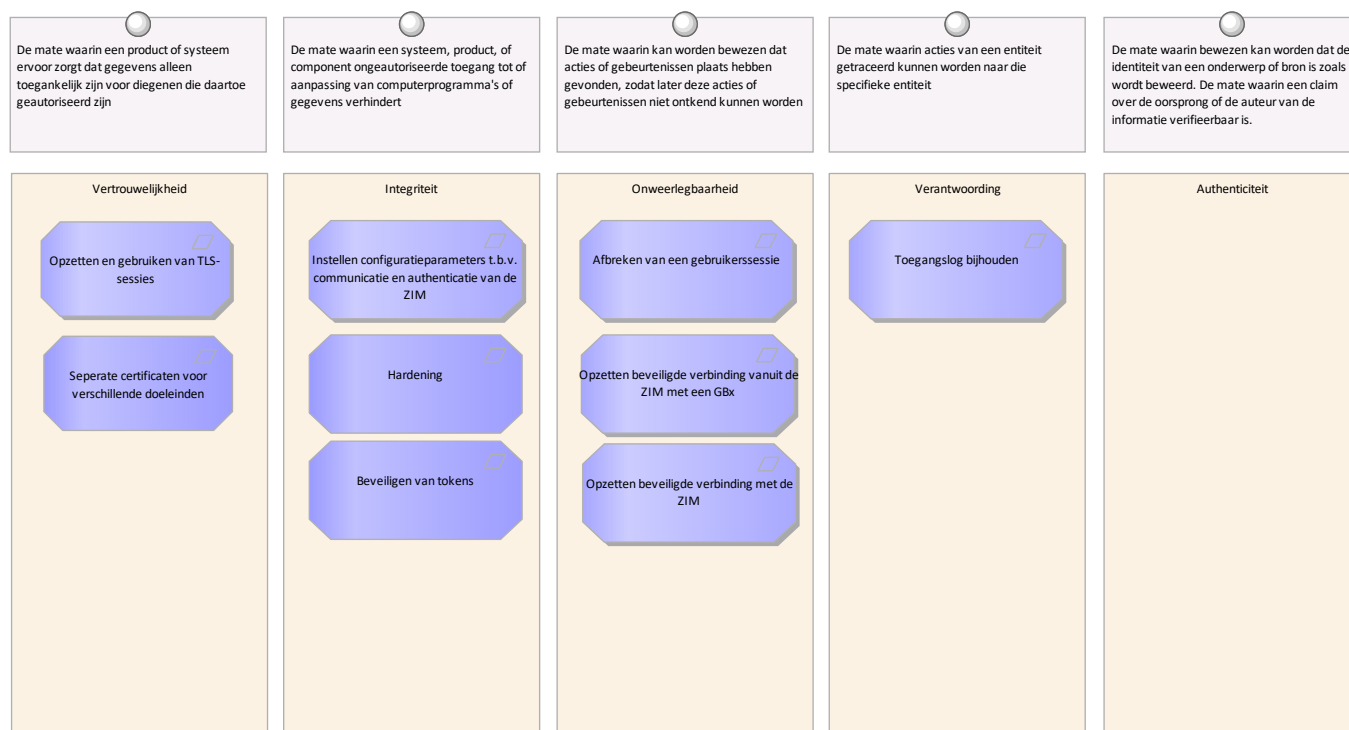 De mate waarin een product of systeem
ervoor zorgt dat gegevens alleen
toegankelijk zijn voor diegenen die daartoe
geautoriseerd zijn
De mate waarin een systeem, product, of
component ongeautoriseerde toegang tot of
aanpassing van computerprogramma's of
gegevens verhindert
De mate waarin kan worden bewezen dat
acties of gebeurtenissen plaats hebben
gevonden, zodat later deze acties of
gebeurtenissen niet ontkend kunnen worden
De mate waarin acties van een entiteit
getraceerd kunnen worden naar die
specifieke entiteit
De mate waarin bewezen kan worden dat de
identiteit van een onderwerp of bron is zoals
wordt beweerd. De mate waarin een claim
over de oorsprong of de auteur van de
informatie verifieerbaar is.
Vertrouwelijkheid
Opzetten en gebruiken van TLS-
sessies
Seperate certificaten voor
verschillende doeleinden
Integriteit
Instellen configuratieparameters t.b.v.
communicatie en authenticatie van de
ZIM
Hardening
Beveiligen van tokens
Onweerlegbaarheid
Afbreken van een gebruikerssessie
Opzetten beveiligde verbinding vanuit de
ZIM met een GBx
Opzetten beveiligde verbinding met de
ZIM
Verantwoording
Toegangslog bijhouden
Authenticiteit